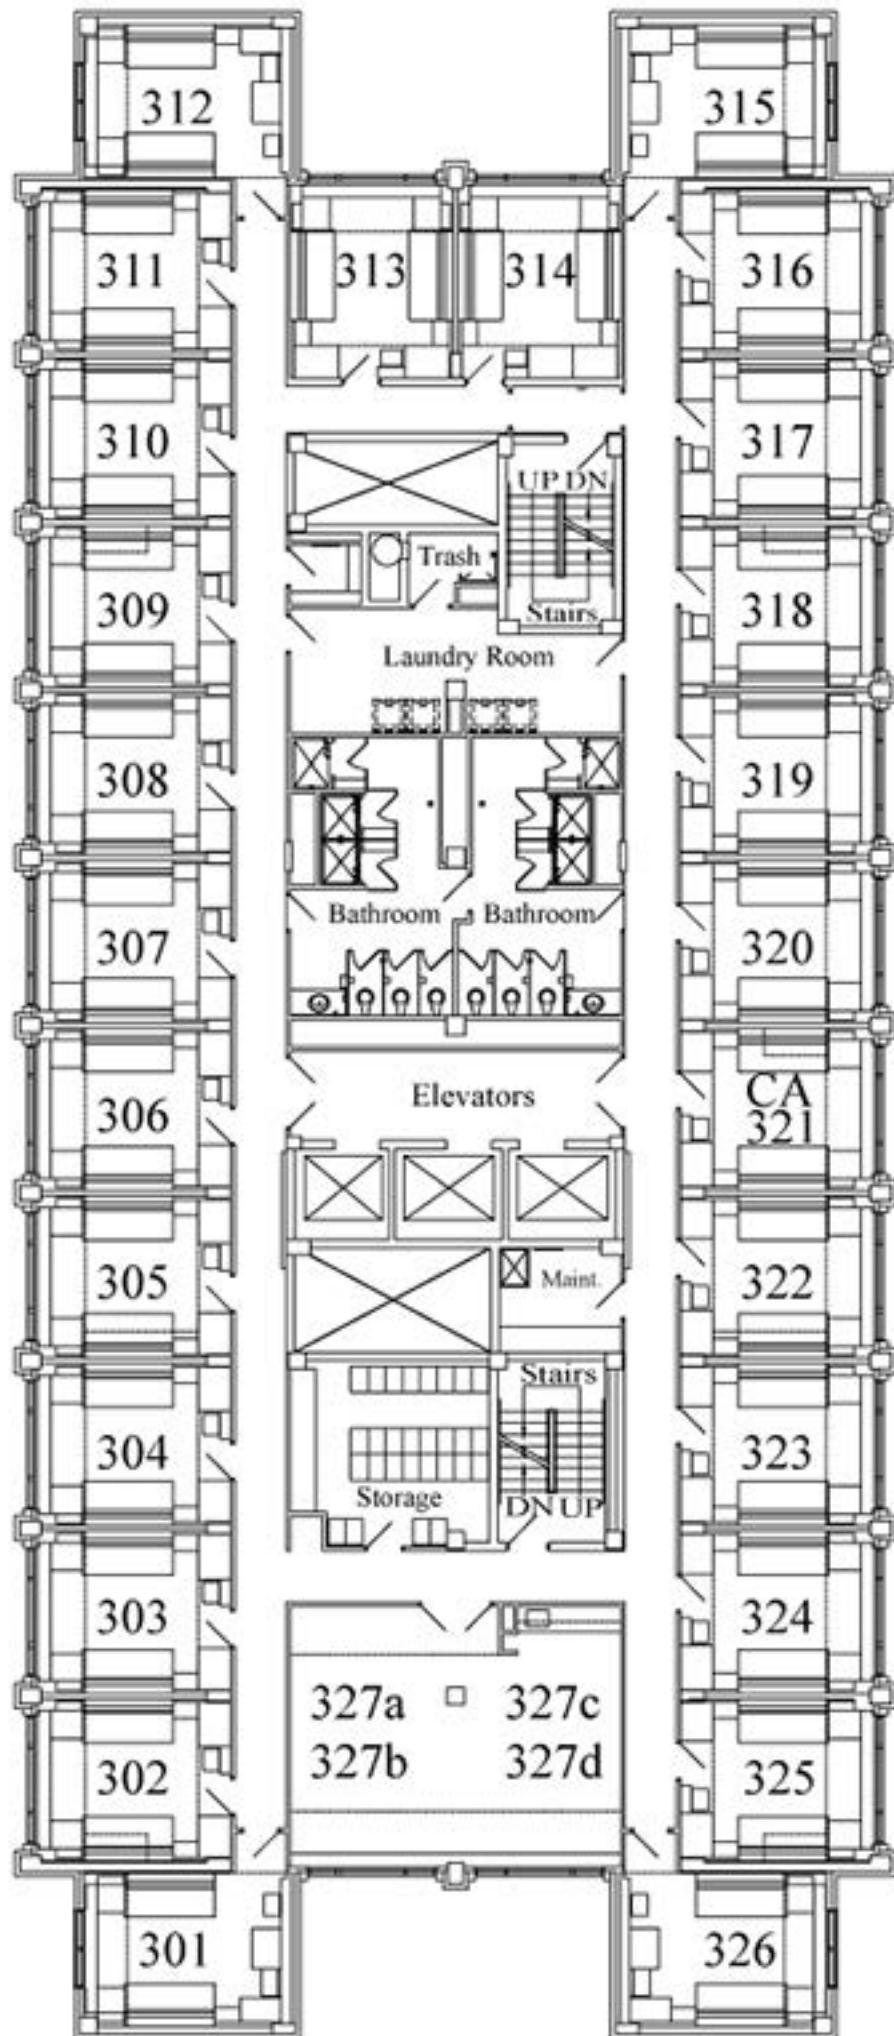 312
315
311
313
314
316
310
317
UP DN
Trash
309
Stairs
318
Laundry Room
308
319
307
Bathroom
Bathroom
320
306
Elevators
CA
321
305
Maint.
322
Stairs
304
323
Storage
DN UP
303
324
327a
327c
302
327b
327d
325
301
326